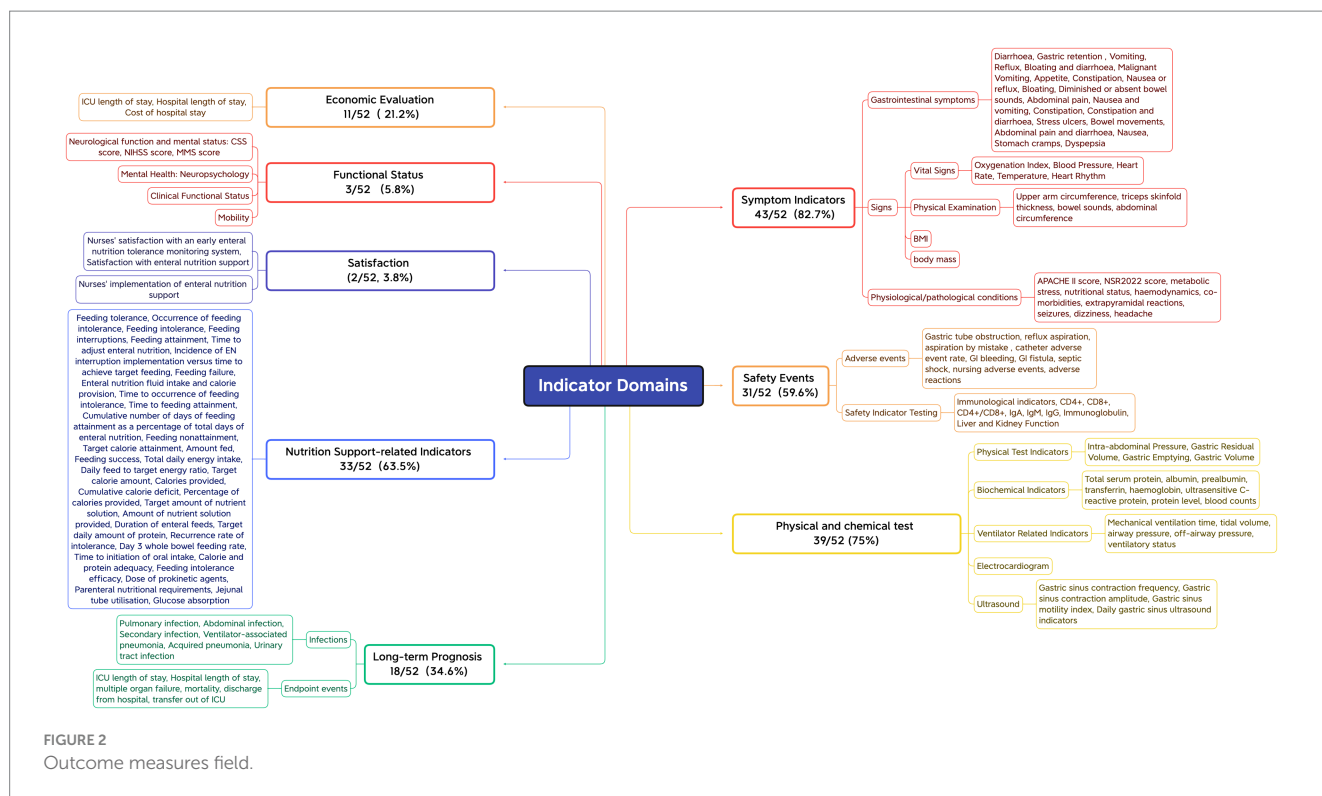 Economic Evaluation
11/52 ( 21.2%)
ICU length of stay, Hospital length of stay,
Cost of hospital stay
Functional Status
3/52 (5.8%)
Neurological function and mental status: CSS
score, NIHSS score, MMS score
Mental Health: Neuropsychology
Clinical Functional Status
Mobility
Satisfaction
(2/52, 3.8%)
Nurses' satisfaction with an early enteral
nutrition tolerance monitoring system,
Satisfaction with enteral nutrition support
Nurses' implementation of enteral nutrition
support
Nutrition Support-related Indicators
33/52 (63.5%)
Feeding tolerance, Occurrence of feeding
intolerance, Feeding intolerance, Feeding
interruptions, Feeding attainment, Time to
adjust enteral nutrition, Incidence of EN
interruption implementation versus time to
achieve target feeding, Feeding failure,
Enteral nutrition fluid intake and calorie
provision, Time to occurrence of feeding
intolerance, Time to feeding attainment,
Cumulative number of days of feeding
attainment as a percentage of total days of
enteral nutrition, Feeding nonattainment,
Target calorie attainment, Amount fed,
Feeding success, Total daily energy intake,
Daily feed to target energy ratio, Target
calorie amount, Calories provided,
Cumulative calorie deficit, Percentage of
calories provided, Target amount of nutrient
solution, Amount of nutrient solution
provided, Duration of enteral feeds, Target
daily amount of protein, Recurrence rate of
intolerance, Day 3 whole bowel feeding rate,
Time to initiation of oral intake, Calorie and
protein adequacy, Feeding intolerance
efficacy, Dose of prokinetic agents,
Parenteral nutritional requirements, Jejunal
tube utilisation, Glucose absorption
Long-term Prognosis
18/52 (34.6%)
Infections
Pulmonary infection, Abdominal infection,
Secondary infection, Ventilator-associated
pneumonia, Acquired pneumonia, Urinary
tract infection
Endpoint events
ICU length of stay, Hospital length of stay,
multiple organ failure, mortality, discharge
from hospital, transfer out of ICU
Indicator Domains
Symptom Indicators
43/52 (82.7%)
Gastrointestinal symptoms
Diarrhoea, Gastric retention , Vomiting,
Reflux, Bloating and diarrhoea, Malignant
Vomiting, Appetite, Constipation, Nausea or
reflux, Bloating, Diminished or absent bowel
sounds, Abdominal pain, Nausea and
vomiting, Constipation, Constipation and
diarrhoea, Stress ulcers, Bowel movements,
Abdominal pain and diarrhoea, Nausea,
Stomach cramps, Dyspepsia
Signs
Vital Signs
Oxygenation Index, Blood Pressure, Heart
Rate, Temperature, Heart Rhythm
Physical Examination
Upper arm circumference, triceps skinfold
thickness, bowel sounds, abdominal
circumference
BMI
body mass
Physiological/pathological conditions
APACHE II score, NSR2022 score, metabolic
stress, nutritional status, haemodynamics, co-
morbidities, extrapyramidal reactions,
seizures, dizziness, headache
Safety Events
31/52 (59.6%)
Adverse events
Gastric tube obstruction, reflux aspiration,
aspiration by mistake , catheter adverse
event rate, GI bleeding, GI fistula, septic
shock, nursing adverse events, adverse
reactions
Safety Indicator Testing
Immunological indicators, CD4+, CD8+,
CD4+/CD8+, IgA, IgM, IgG, Immunoglobulin,
Liver and Kidney Function
Physical and chemical test
39/52 (75%)
Physical Test Indicators
Intra-abdominal Pressure, Gastric Residual
Volume, Gastric Emptying, Gastric Volume
Biochemical Indicators
Total serum protein, albumin, prealbumin,
transferrin, haemoglobin, ultrasensitive C-
reactive protein, protein level, blood counts
Ventilator Related Indicators
Mechanical ventilation time, tidal volume,
airway pressure, off-airway pressure,
ventilatory status
Electrocardiogram
Ultrasound
Gastric sinus contraction frequency, Gastric
sinus contraction amplitude, Gastric sinus
motility index, Daily gastric sinus ultrasound
indicators
FIGURE 2
Outcome measures field.